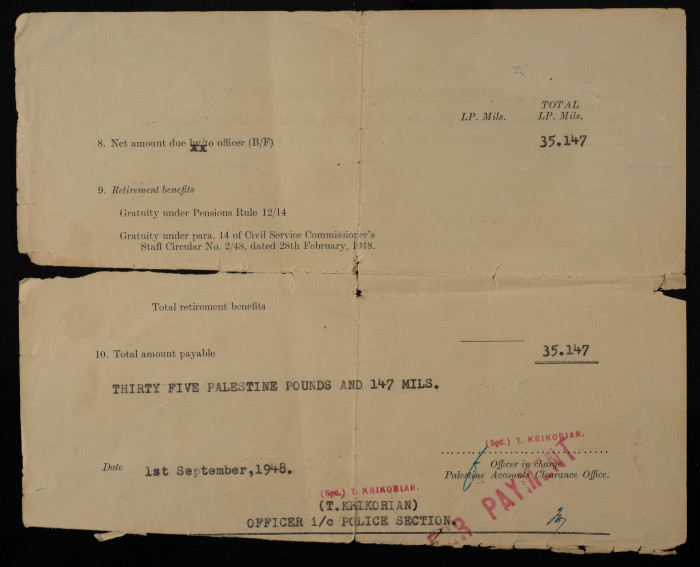 TOTAL
LP. Mils. LP. Mils.
8. Net amount due by/to officer (B/F) 35.147
9. Retirement benefits
Gratuity under Pensions Rule 12/14
Gratuity under para. 14 of Civil Service Commissioner's
Staff Circular No. 2/48, dated 28th February, 1948.
Total retirement benefits
10. Total amount payable 35.147
THIRTY FIVE PALESTINE POUNDS AND 147 MILS.
(Sgd.) T. KRIKORIAN.
Officer in charge
Palestine Accounts Clearance Office.
Date 1st September,1948.
(Sgd.) T. KRIKORIAN.
(T.KRIKORIAN)
OFFICER i/c POLICE SECTION.
FOR PAYMENT